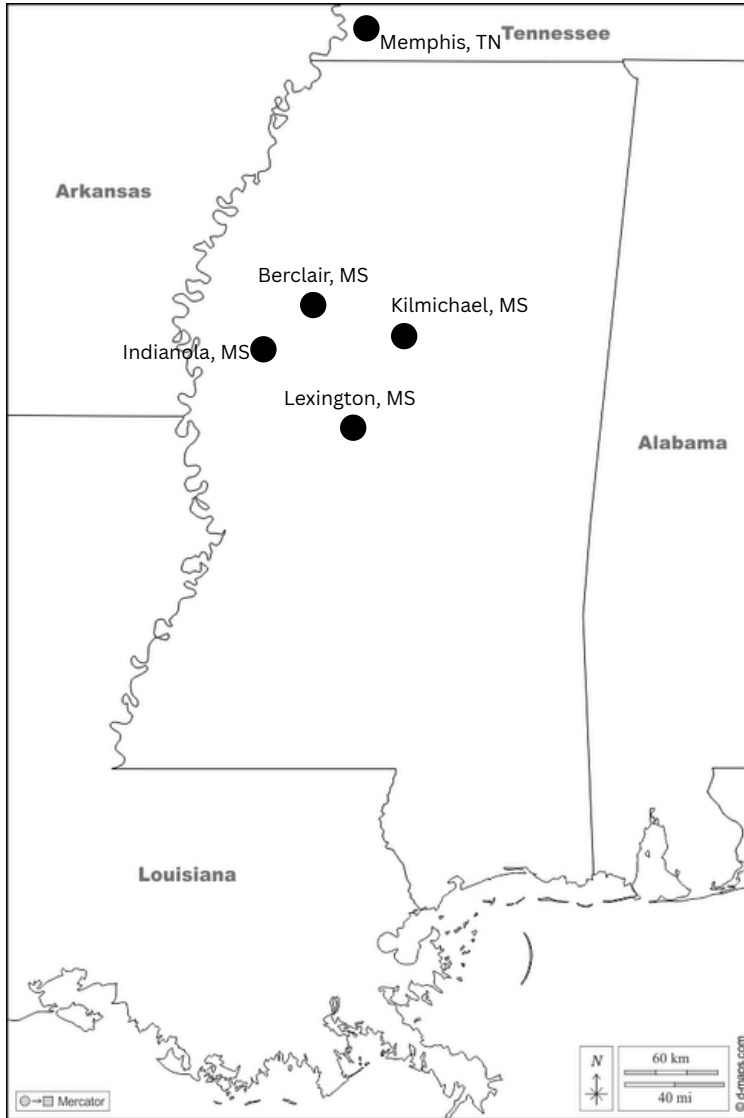 Memphis, TN
Tennessee
Arkansas
Berclair, MS
Kilmichael, MS
Indianola, MS
Lexington, MS
Alabama
Louisiana
N
60 km
40 mi
Mercator
© d-maps.com